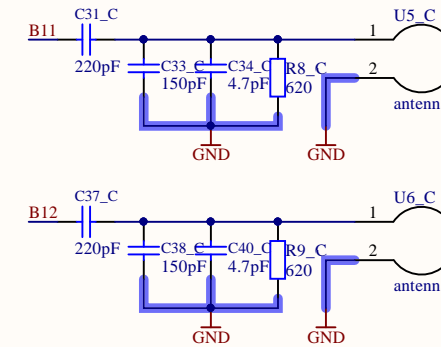 C31_C
U5_C
B11
1
220pF
C33_C
C34_C
R8_C
150pF
4.7pF
620
2
antenn
GND
GND
C37_C
U6_C
B12
1
220pF
C38_C
C40_C
R9_C
150pF
4.7pF
620
2
antenn
GND
GND